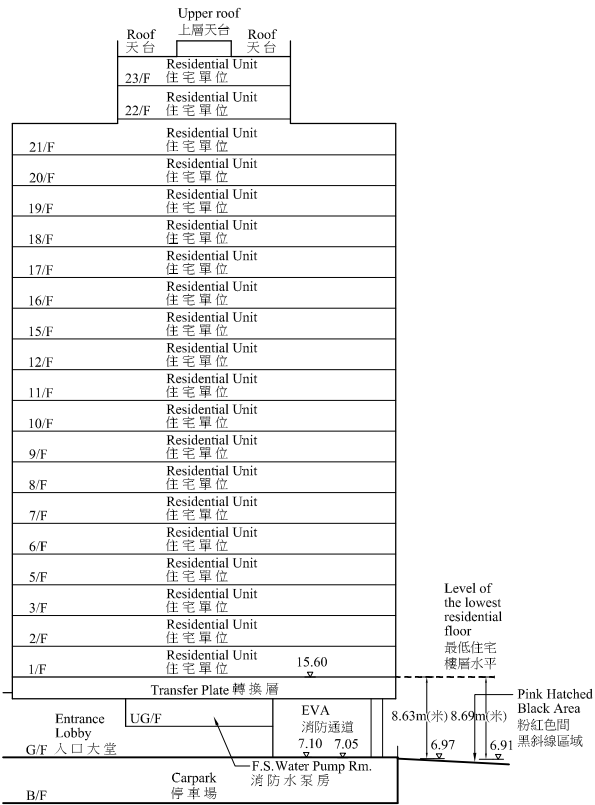 Upper roof
上層天台
Roof
天台
Roof
天台
Residential Unit
23/F 住宅單位
Residential Unit
22/F 住宅單位
Residential Unit
21/F 住宅單位
Residential Unit
20/F 住宅單位
Residential Unit
19/F 住宅單位
Residential Unit
18/F 住宅單位
Residential Unit
17/F 住宅單位
Residential Unit
16/F 住宅單位
Residential Unit
15/F 住宅單位
Residential Unit
12/F 住宅單位
Residential Unit
11/F 住宅單位
Residential Unit
10/F 住宅單位
Residential Unit
9/F 住宅單位
Residential Unit
8/F 住宅單位
Residential Unit
7/F 住宅單位
Residential Unit
6/F 住宅單位
Residential Unit
5/F 住宅單位
Residential Unit
3/F 住宅單位
Residential Unit
2/F 住宅單位
Residential Unit
1/F 住宅單位
15.60
Level of
the lowest
residential
floor
最低住宅
樓層水平
Transfer Plate 轉換層
UG/F
EVA
消防通道
7.10 7.05
8.63m(米) 8.69m(米)
6.97 6.91
Pink Hatched
Black Area
粉紅色間
黑斜線區域
Entrance
Lobby
G/F 入口大堂
F.S.Water Pump Rm.
消防水泵房
Carpark
停車場
B/F